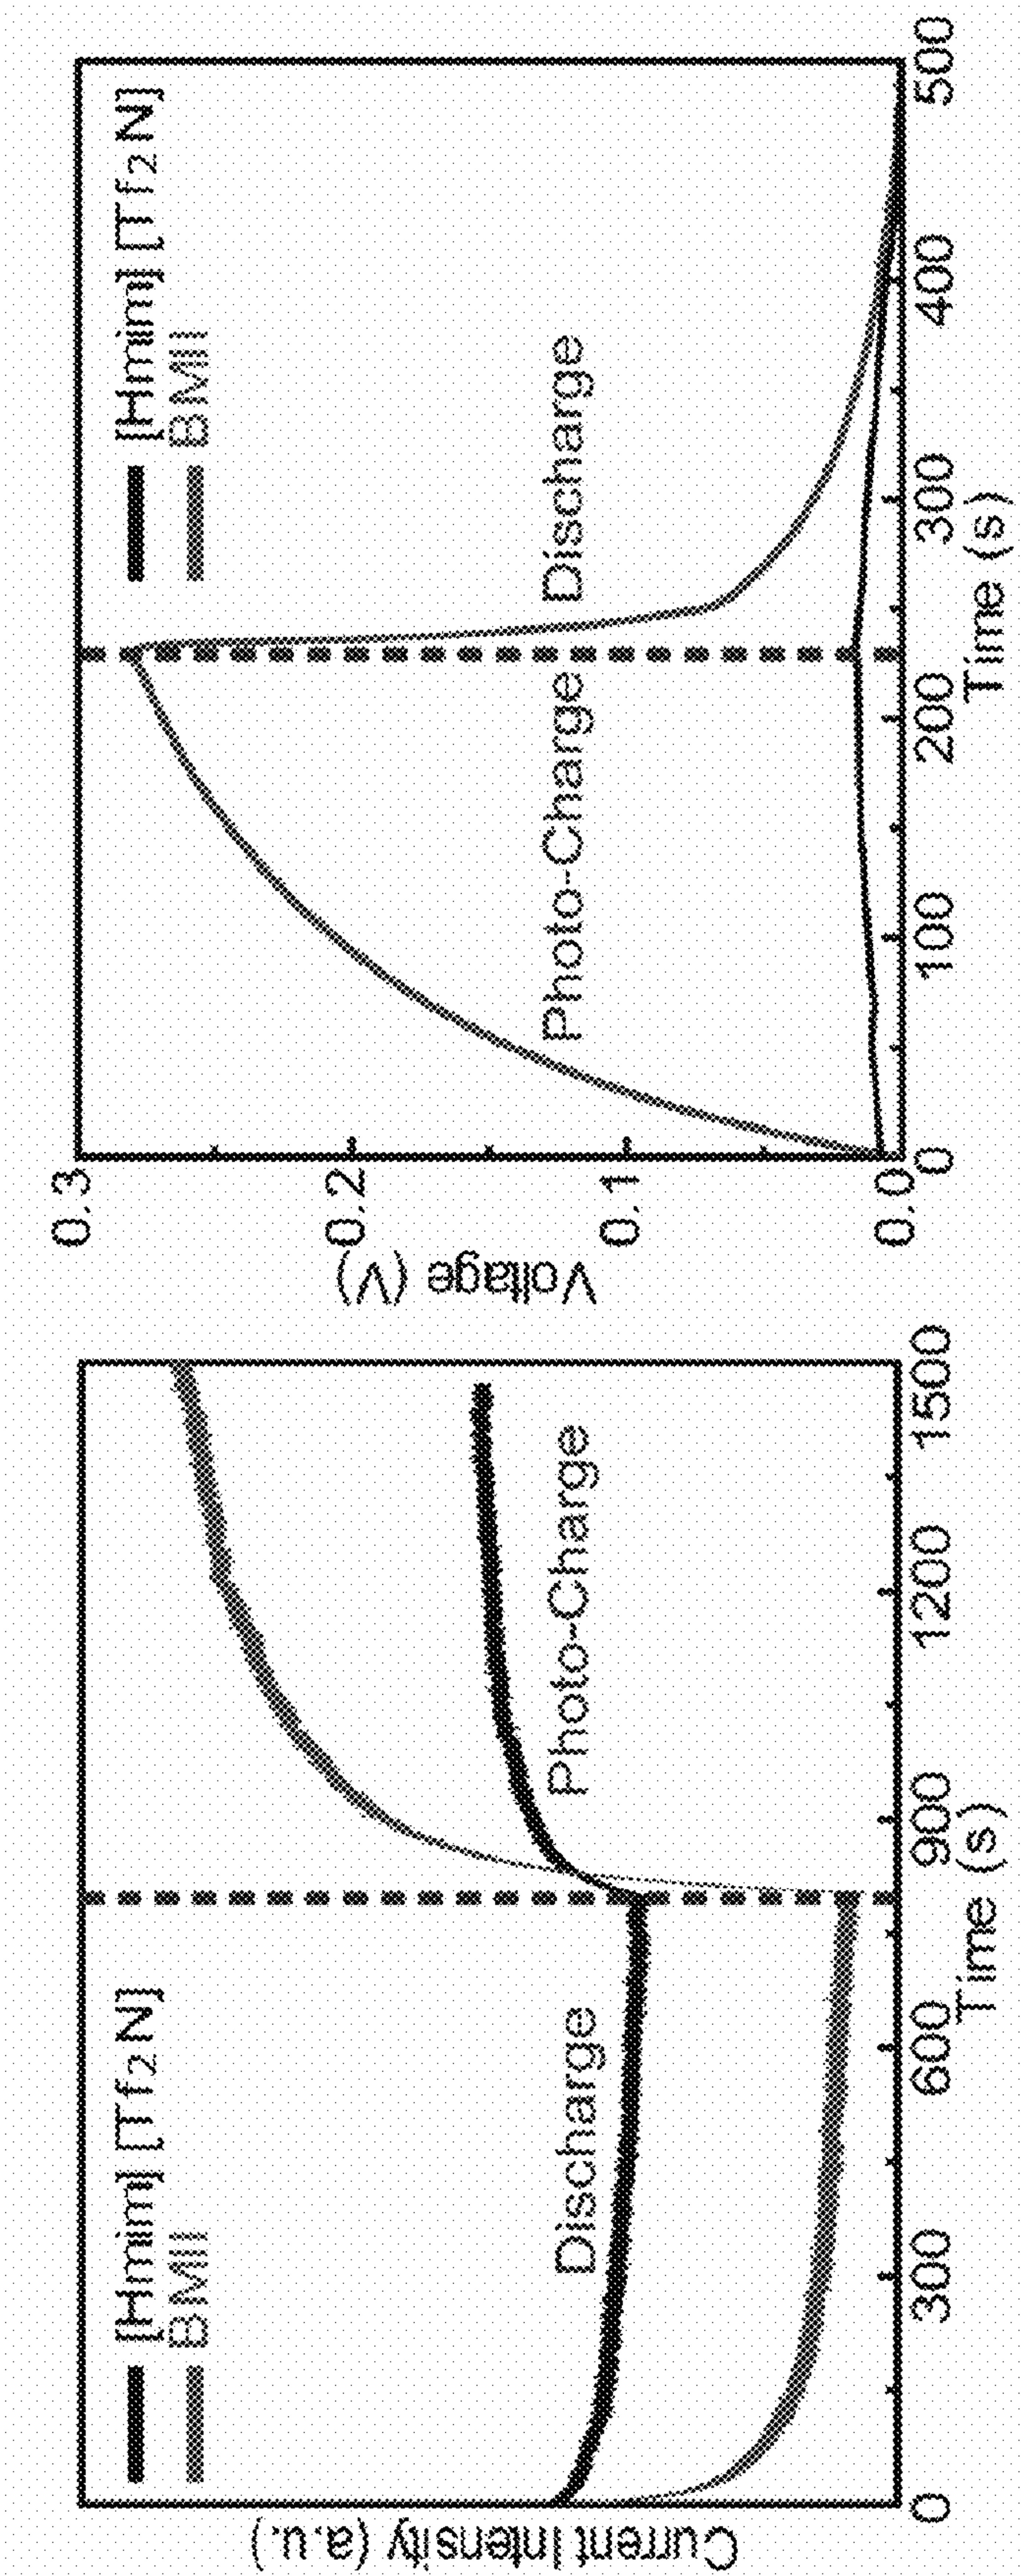 Current Intensity (a.u.)
[Hmim][Tf2N]
BMII
Discharge
Photo-Charge
0
300
600
900
1200
1500
Time (s)
Voltage (V)
0.3
0.2
0.1
0.0
[Hmim][Tf2N]
BMII
Photo-Charge
Discharge
0
100
200
300
400
500
Time (s)